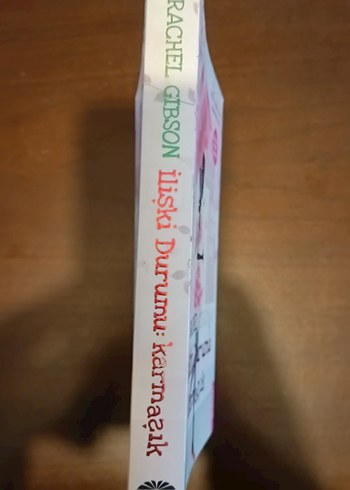 RACHEL GIBSON
İlişki Durumu: karmaşık